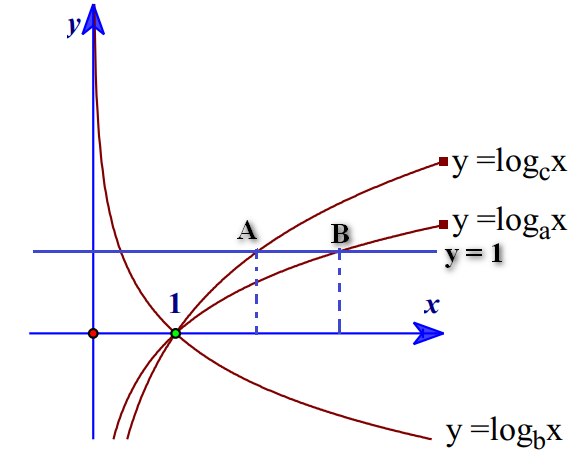 y
y =log_c x
y =log_a x
A
B
y = 1
1
x
y =log_b x